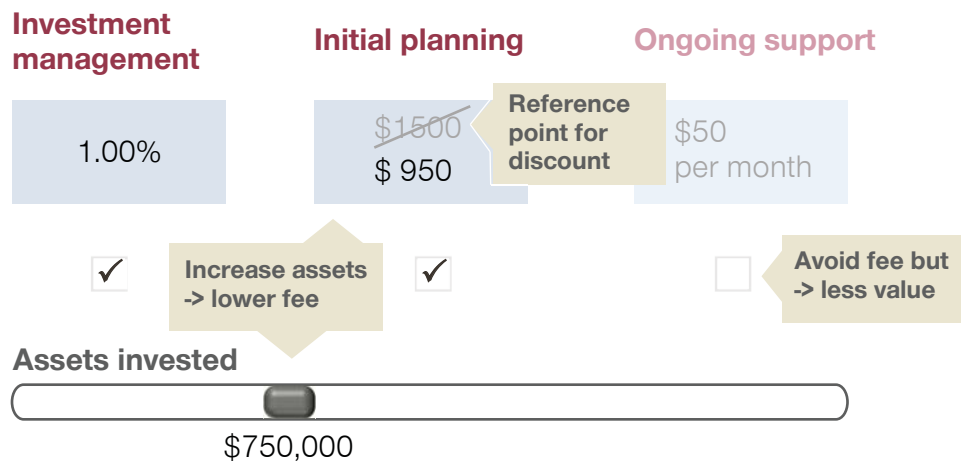 Investment
management
Initial planning
Ongoing support
1.00%
$1500
$ 950
Reference
point for
discount
$50
per month
Increase assets
-> lower fee
Avoid fee but
-> less value
Assets invested
$750,000